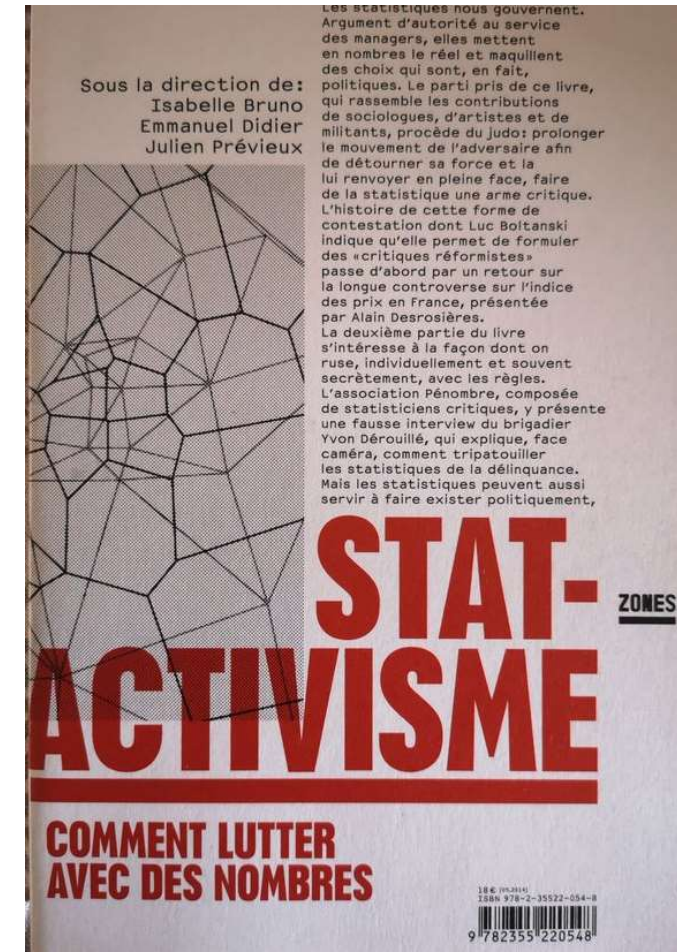 Sous la direction de:
Isabelle Bruno
Emmanuel Didier
Julien Prévieux
Les statistiques nous gouvernent.
Argument d’autorité au service
des managers, elles mettent
en nombres le réel et maquillent
des choix qui sont, en fait,
politiques. Le parti pris de ce livre,
qui rassemble les contributions
de sociologues, d’artistes et de
militants, procède du judo: prolonger
le mouvement de l’adversaire afin
de détourner sa force et la
lui renvoyer en pleine face, faire
de la statistique une arme critique.
L’histoire de cette forme de
contestation dont Luc Boltanski
indique qu’elle permet de formuler
des «critiques réformistes»
passe d’abord par un retour sur
la longue controverse sur l’indice
des prix en France, présentée
par Alain Desrosières.
La deuxième partie du livre
s’intéresse à la façon dont on
ruse, individuellement et souvent
secrètement, avec les règles.
L’association Pénombre, composée
de statisticiens critiques, y présente
une fausse interview du brigadier
Yvon Dérouillé, qui explique, face
caméra, comment tripatouiller
les statistiques de la délinquance.
Mais les statistiques peuvent aussi
servir à faire exister politiquement,
STAT-
ACTIVISME
ZONES
COMMENT LUTTER
AVEC DES NOMBRES
18 € (05.2014)
ISBN 978-2-35522-054-8
9 782355 220548